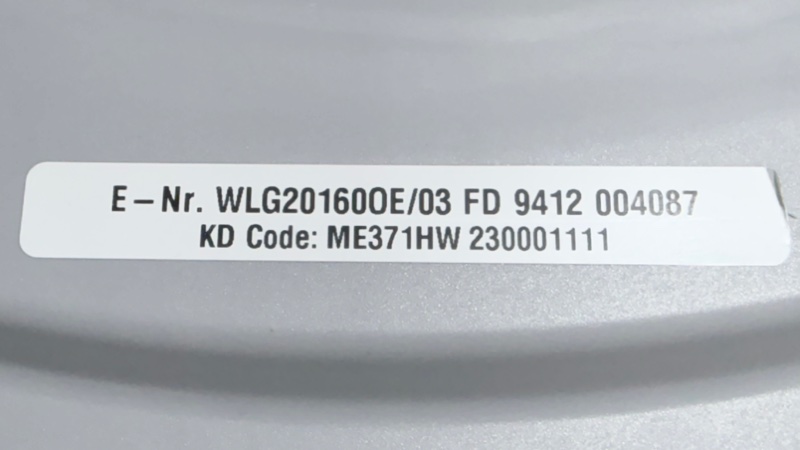 E-Nr. WLG20160OE/03 FD 9412 004087
KD Code: ME371HW 230001111